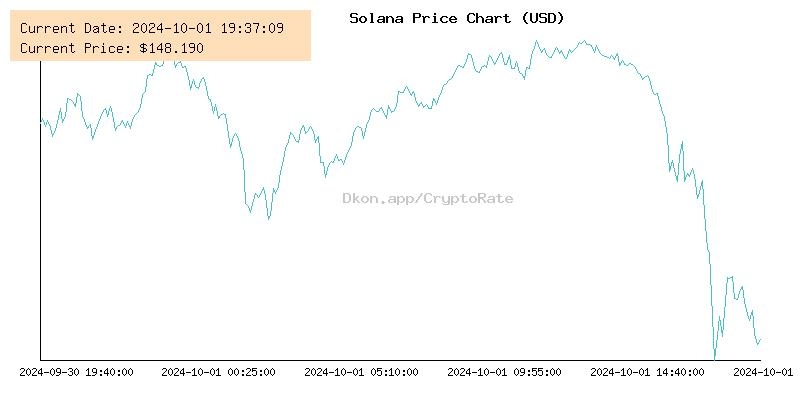 Solana Price Chart (USD)
Current Date: 2024-10-01 19:37:09
Current Price: $148.190
Dkon.app/CryptoRate
2024-09-30 19:40:00 2024-10-01 00:25:00 2024-10-01 05:10:00 2024-10-01 09:55:00 2024-10-01 14:40:00 2024-10-01